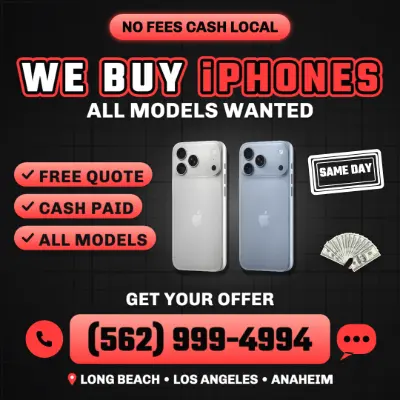 NO FEES CASH LOCAL
WE BUY iPHONES
ALL MODELS WANTED
FREE QUOTE
CASH PAID
ALL MODELS
SAME DAY
GET YOUR OFFER
(562) 999-4994
LONG BEACH • LOS ANGELES • ANAHEIM